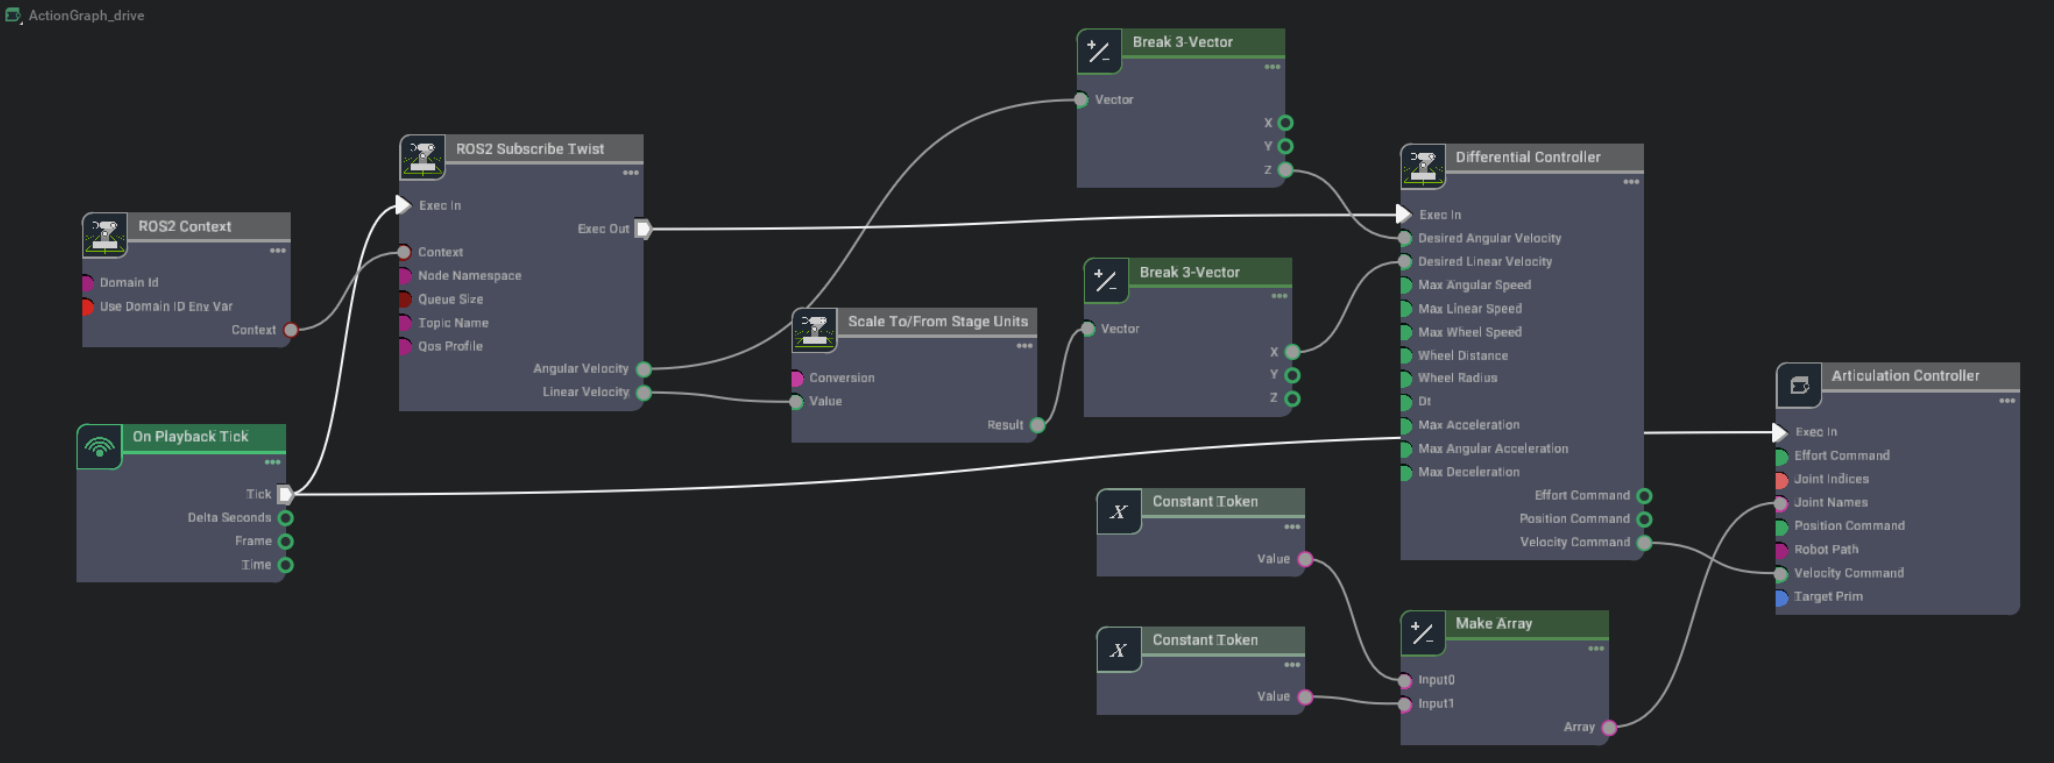 ActionGraph_drive
Break 3-Vector
Vector
X
Y
Z
ROS2 Subscribe Twist
Exec In
Exec Out
Context
Node Namespace
Queue Size
Topic Name
Qos Profile
Angular Velocity
Linear Velocity
ROS2 Context
Domain Id
Use Domain ID Env Var
Context
On Playback Tick
Tick
Delta Seconds
Frame
Time
Scale To/From Stage Units
Conversion
Value
Result
Break 3-Vector
Vector
X
Y
Z
Differential Controller
Exec In
Desired Angular Velocity
Desired Linear Velocity
Max Angular Speed
Max Linear Speed
Max Wheel Speed
Wheel Distance
Wheel Radius
Dt
Max Acceleration
Max Angular Acceleration
Max Deceleration
Effort Command
Position Command
Velocity Command
X
Constant Token
Value
X
Constant Token
Value
Make Array
Input0
Input1
Array
Articulation Controller
Exec In
Effort Command
Joint Indices
Joint Names
Position Command
Robot Path
Velocity Command
Target Prim